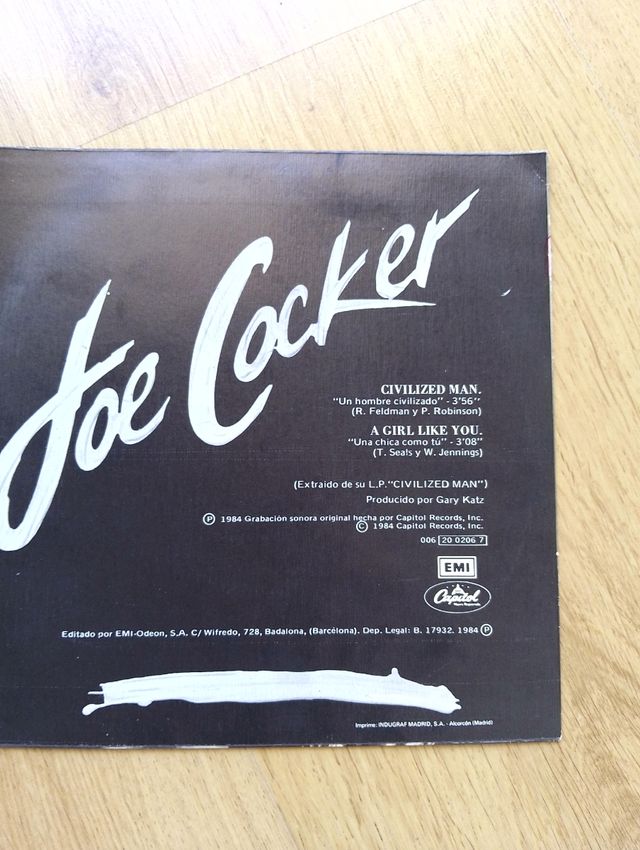 Joe Cocker
CIVILIZED MAN.
"Un hombre civilizado" - 3'56"
(R. Feldman y P. Robinson)
A GIRL LIKE YOU.
"Una chica como tú" - 3'08"
(T. Seals y W. Jennings)
(Extraido de su L.P. "CIVILIZED MAN")
Producido por Gary Katz
Ⓟ 1984 Grabación sonora original hecha por Capitol Records, Inc.
© 1984 Capitol Records, Inc.
006 20 0206 7
EMI
Capitol
Editado por EMI-Odeon, S.A. C/ Wifredo, 728, Badalona, (Barcelona). Dep. Legal: B. 17932. 1984 Ⓟ
Imprime: INDUGRAF MADRID, S.A. - Alcorcón (Madrid)